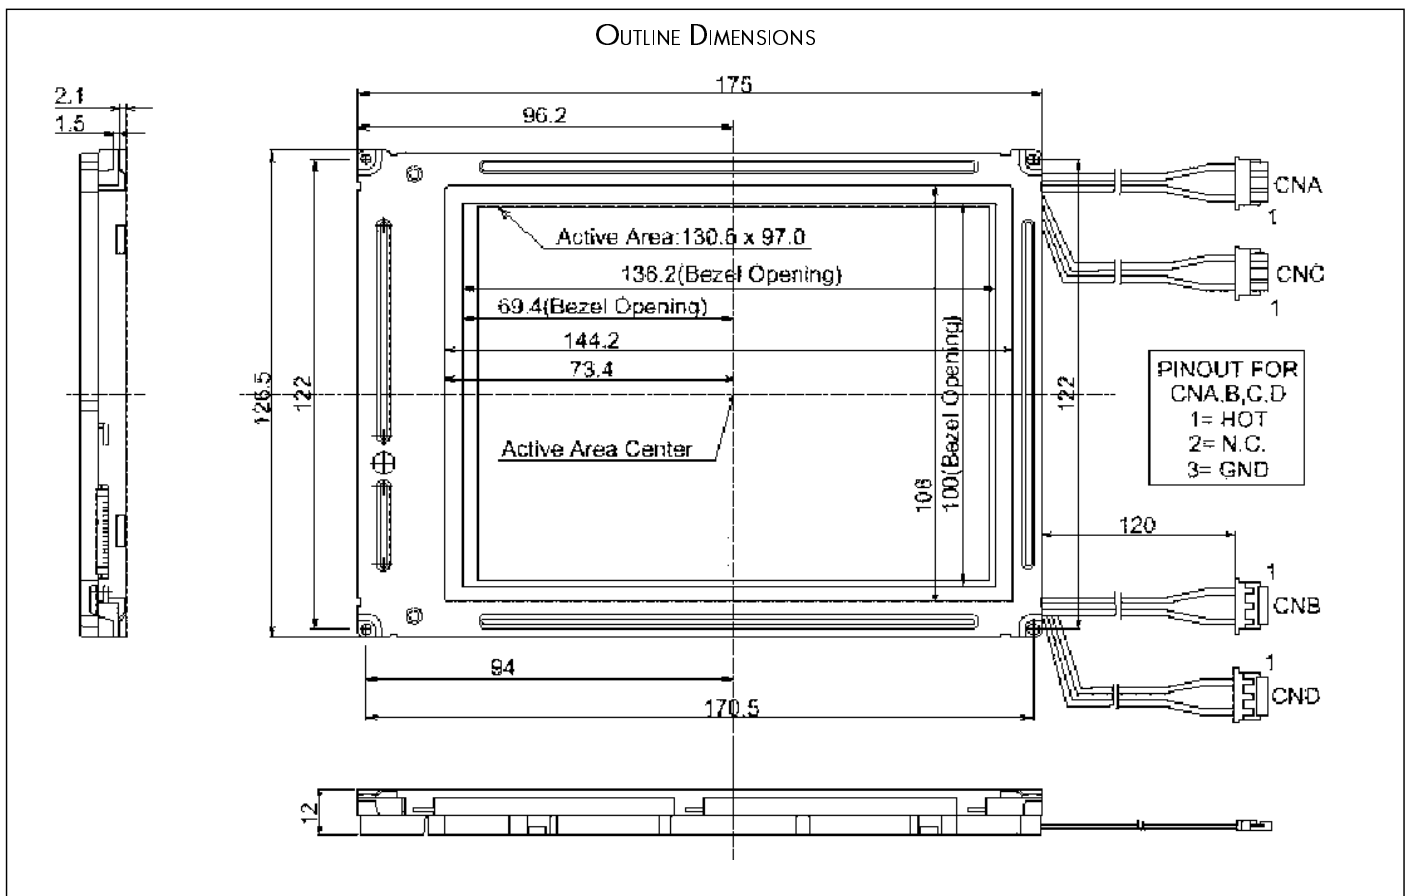 OUTLINE DIMENSIONS
2.1
1.5
175
96.2
CNA
1
Active Area:130.6 x 97.0
136.2(Bezel Opening)
CNC
1
69.4(Bezel Opening)
144.2
73.4
126.5
122
106
100(Bezel Opening)
122
PINOUT FOR
CNA,B,C,D
1= HOT
2= N.C.
3= GND
Active Area Center
120
1
CNB
94
1
CND
170.5
12